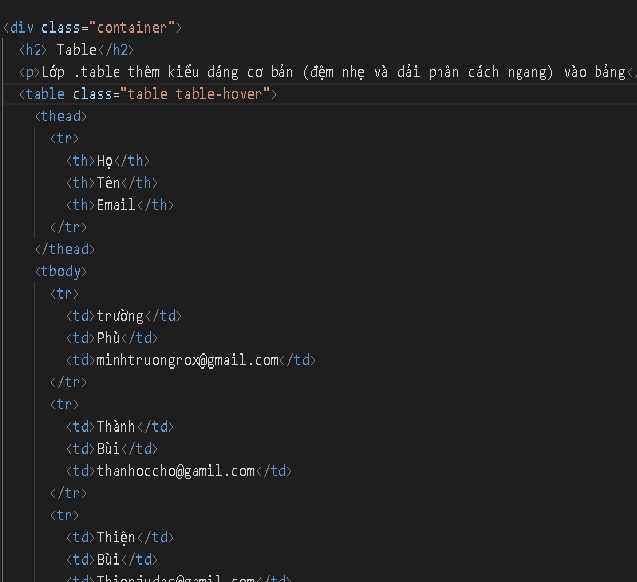 <div class="container">
<h2> Table</h2>
<p>Lớp .table thêm kiểu dáng cơ bản (đệm nhẹ và dải phân cách ngang) vào bảng</
<table class="table table-hover">
<thead>
<tr>
<th>Họ</th>
<th>Tên</th>
<th>Email</th>
</tr>
</thead>
<tbody>
<tr>
<td>trường</td>
<td>Phù</td>
<td>minhtruongrox@gmail.com</td>
</tr>
<tr>
<td>Thành</td>
<td>Bùi</td>
<td>thanhoccho@gamil.com</td>
</tr>
<tr>
<td>Thiện</td>
<td>Bùi</td>
<td>Thienjudas@gamil.com</td>